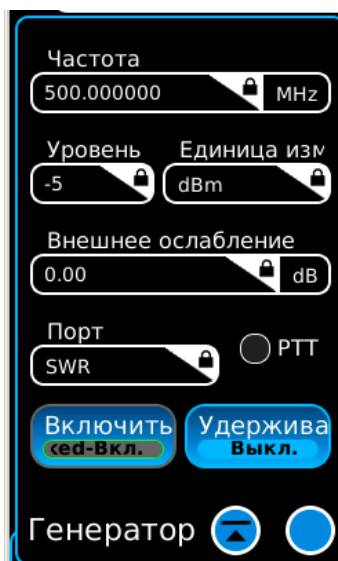 Частота
500.000000 MHz
Уровень Единица изм
-5 dBm
Внешнее ослабление
0.00 dB
Порт
SWR PTT
Включить Удержива
ked-Вкл. Выкл.
Генератор